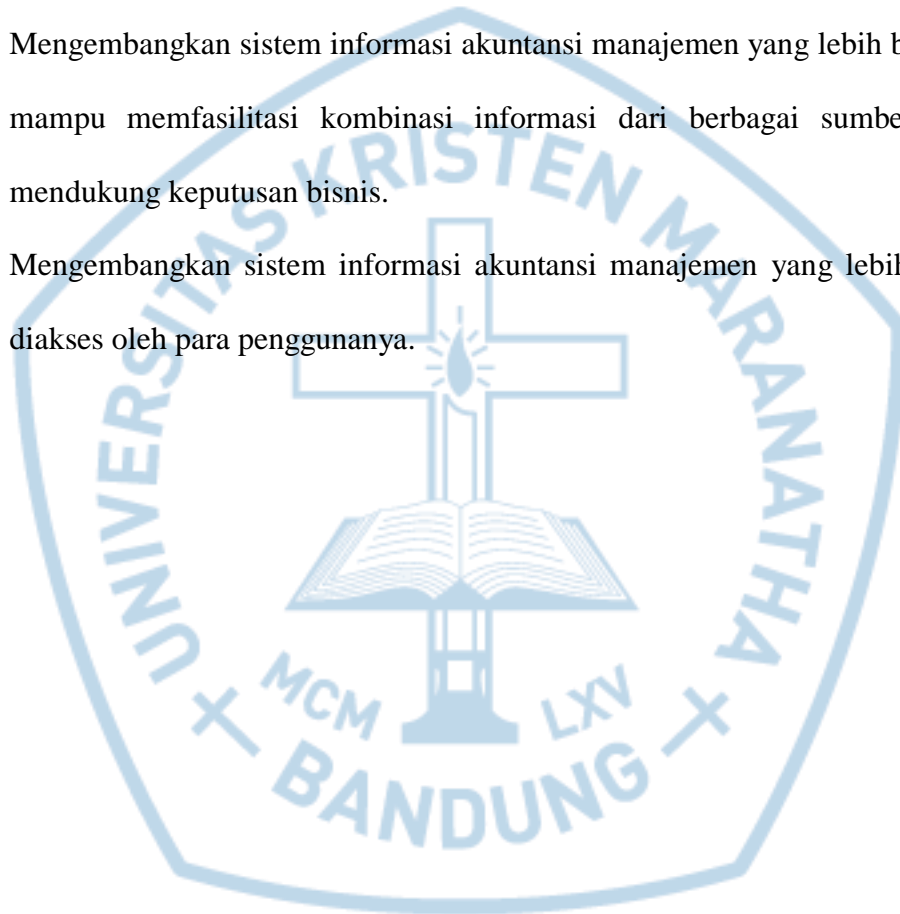 Mengembangkan sistem informasi akuntansi manajemen yang lebih
mampu memfasilitasi kombinasi informasi dari berbagai
mendukung keputusan bisnis.
Mengembangkan sistem informasi akuntansi manajemen yang lebih
diakses oleh para penggunanya.
UNIVERSITAS KRISTEN MARANATHA
MCM LXV
BANDUNG